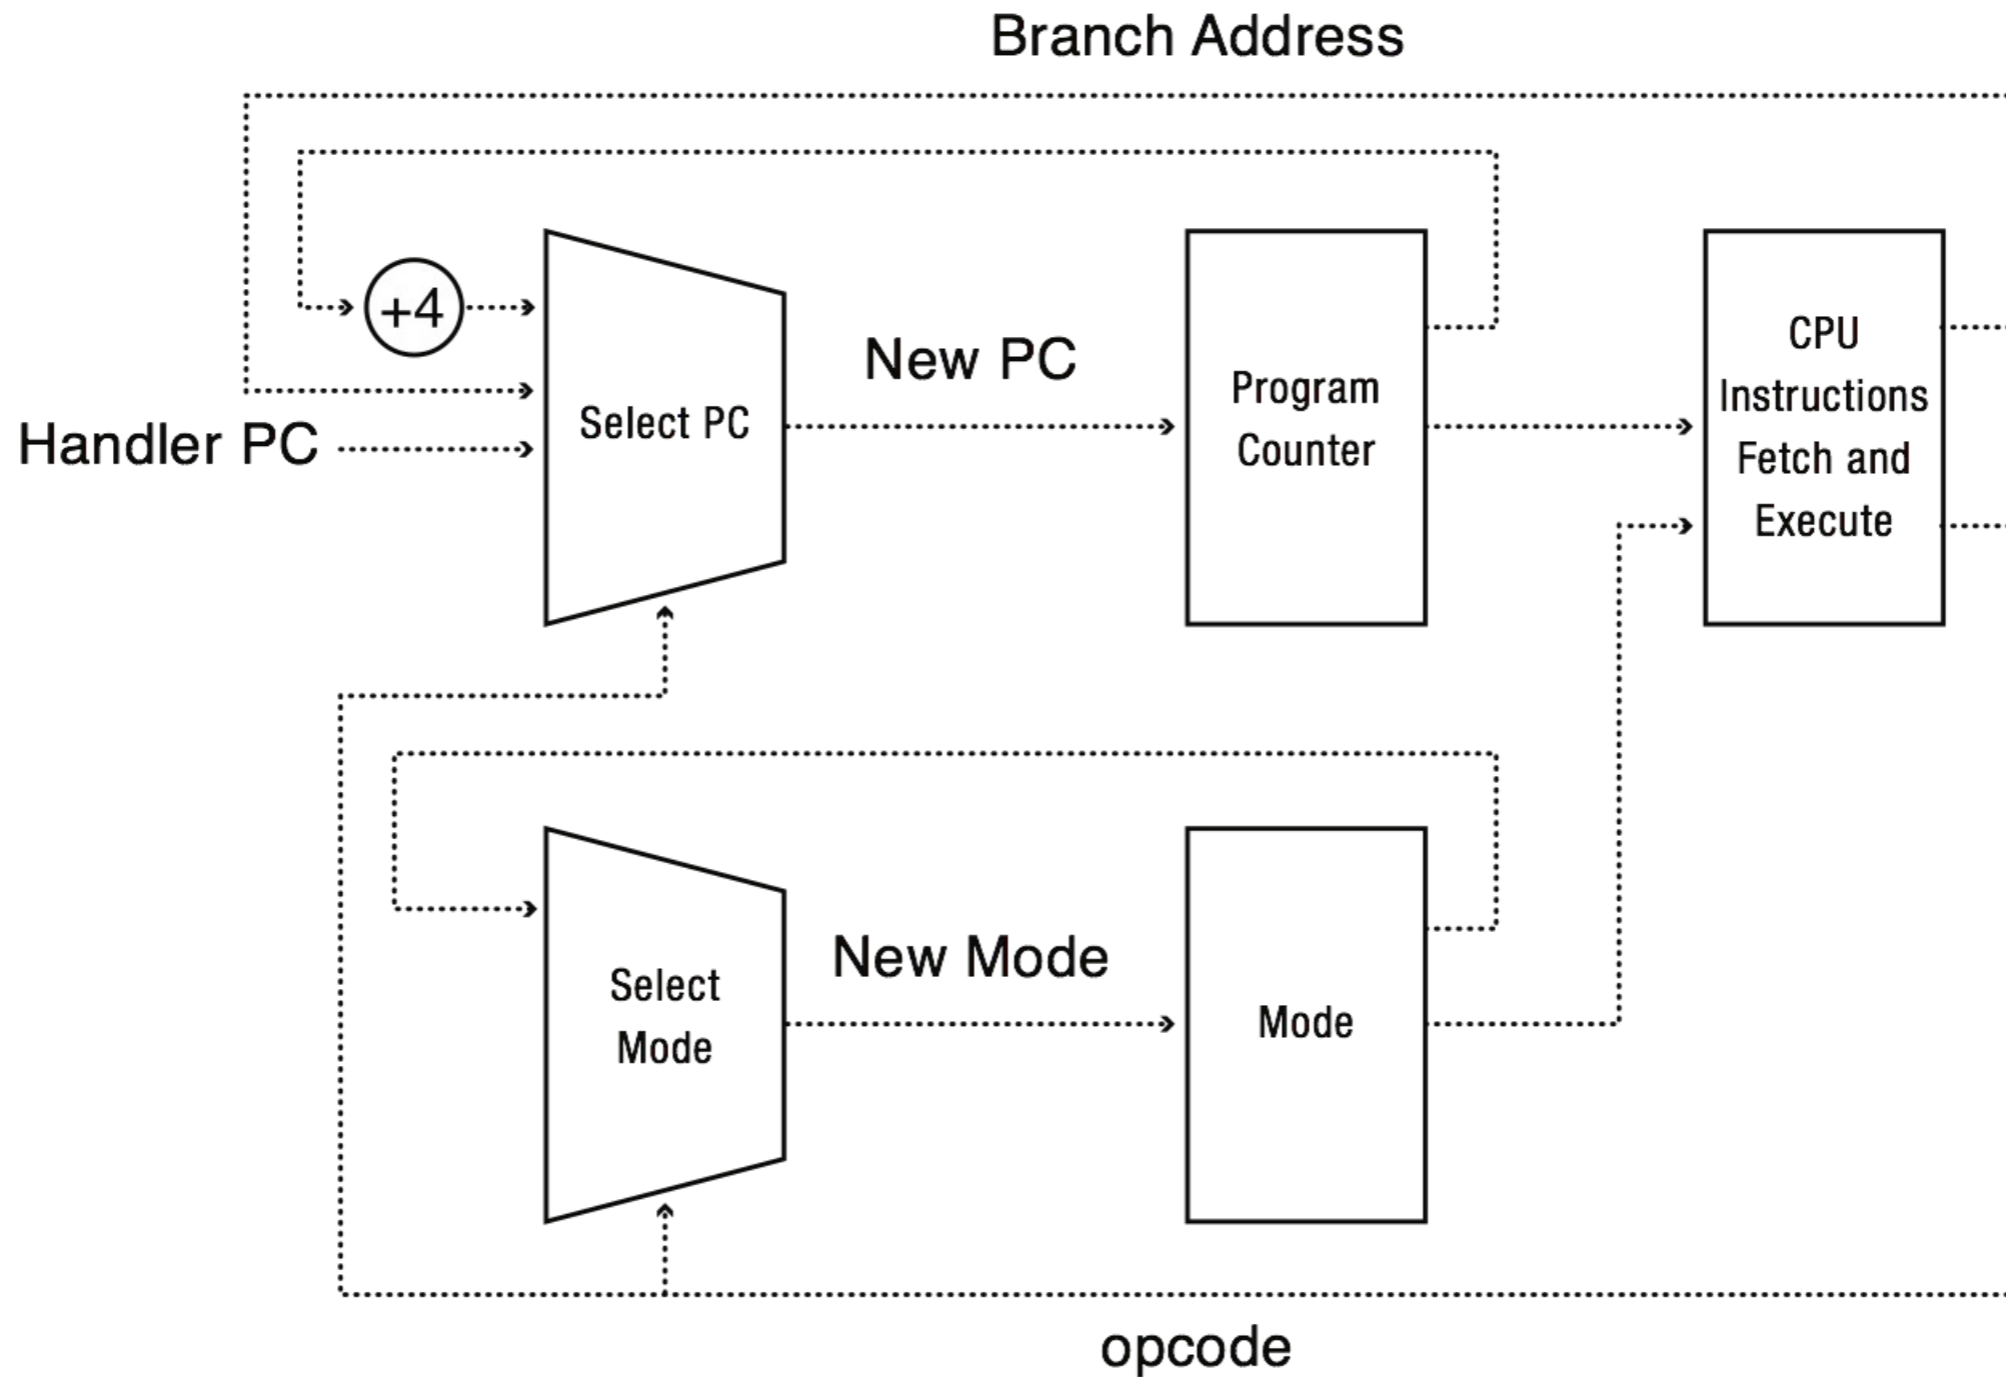 Branch Address
+4
New PC
Handler PC
Select PC
Program
Counter
CPU
Instructions
Fetch and
Execute
New Mode
Select
Mode
Mode
opcode